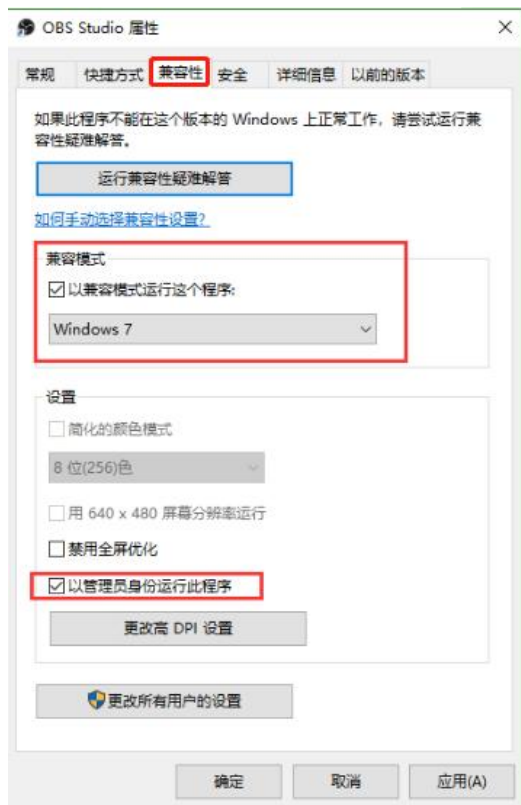 OBS Studio 属性
常规 快捷方式 兼容性 安全 详细信息 以前的版本
如果此程序不能在这个版本的 Windows 上正常工作，请尝试运行兼
容性疑难解答。
运行兼容性疑难解答
如何手动选择兼容性设置?
兼容模式
以兼容模式运行这个程序:
Windows 7
设置
简化的颜色模式
8 位(256)色
用 640 x 480 屏幕分辨率运行
禁用全屏优化
以管理员身份运行此程序
更改高 DPI 设置
更改所有用户的设置
确定 取消 应用(A)